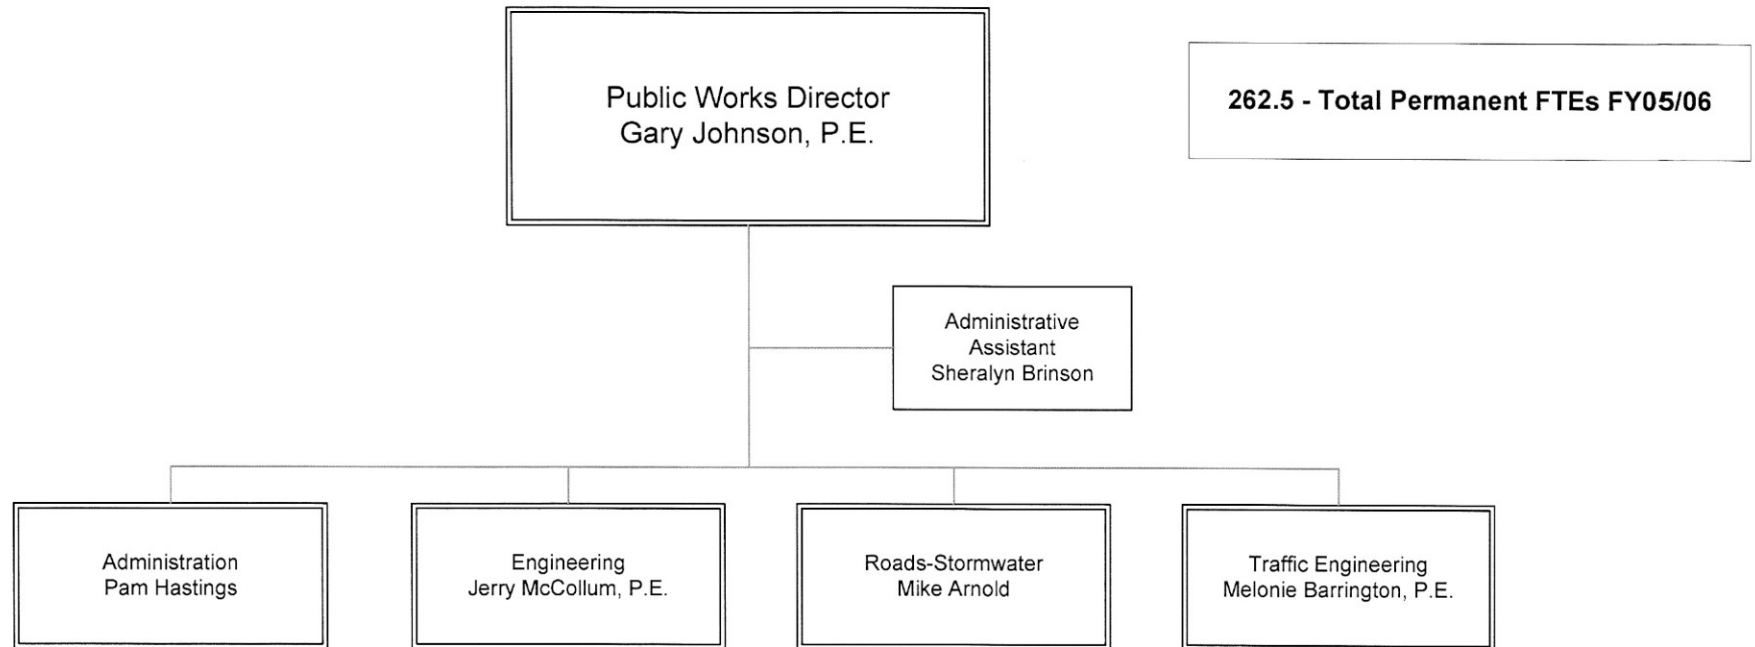 Public Works Director
Gary Johnson, P.E.
262.5 - Total Permanent FTEs FY05/06
Administrative
Assistant
Sheralyn Brinson
Administration
Pam Hastings
Engineering
Jerry McCollum, P.E.
Roads-Stormwater
Mike Arnold
Traffic Engineering
Melonie Barrington, P.E.